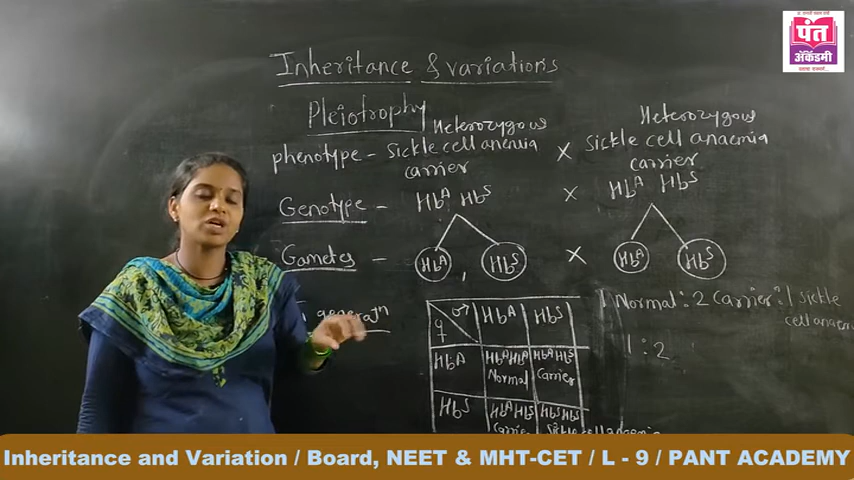 पंत
अ‍ॅकॅडमी
Inheritance & variations
Pleiotrophy
Heterozygous
Heterozygous
phenotype - Sickle cell anemia carrier × Sickle cell anaemia carrier
Genotype - Hbᴬ Hbˢ × Hbᴬ Hbˢ
Gametes - Hbᴬ , Hbˢ × Hbᴬ Hbˢ
generatⁿ
♂ Hbᴬ Hbˢ
♀
Hbᴬ HbᴬHbᴬ Normal HbᴬHbˢ Carrier
Hbˢ HbᴬHbˢ Carrier HbˢHbˢ Sickle cell anaemia
1 Normal : 2 Carrier : 1 sickle
cell anaem
1 : 2
Inheritance and Variation / Board, NEET & MHT-CET / L - 9 / PANT ACADEMY